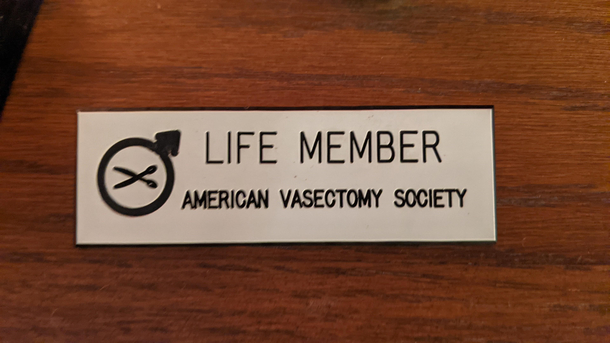 LIFE MEMBER
AMERICAN VASECTOMY SOCIETY